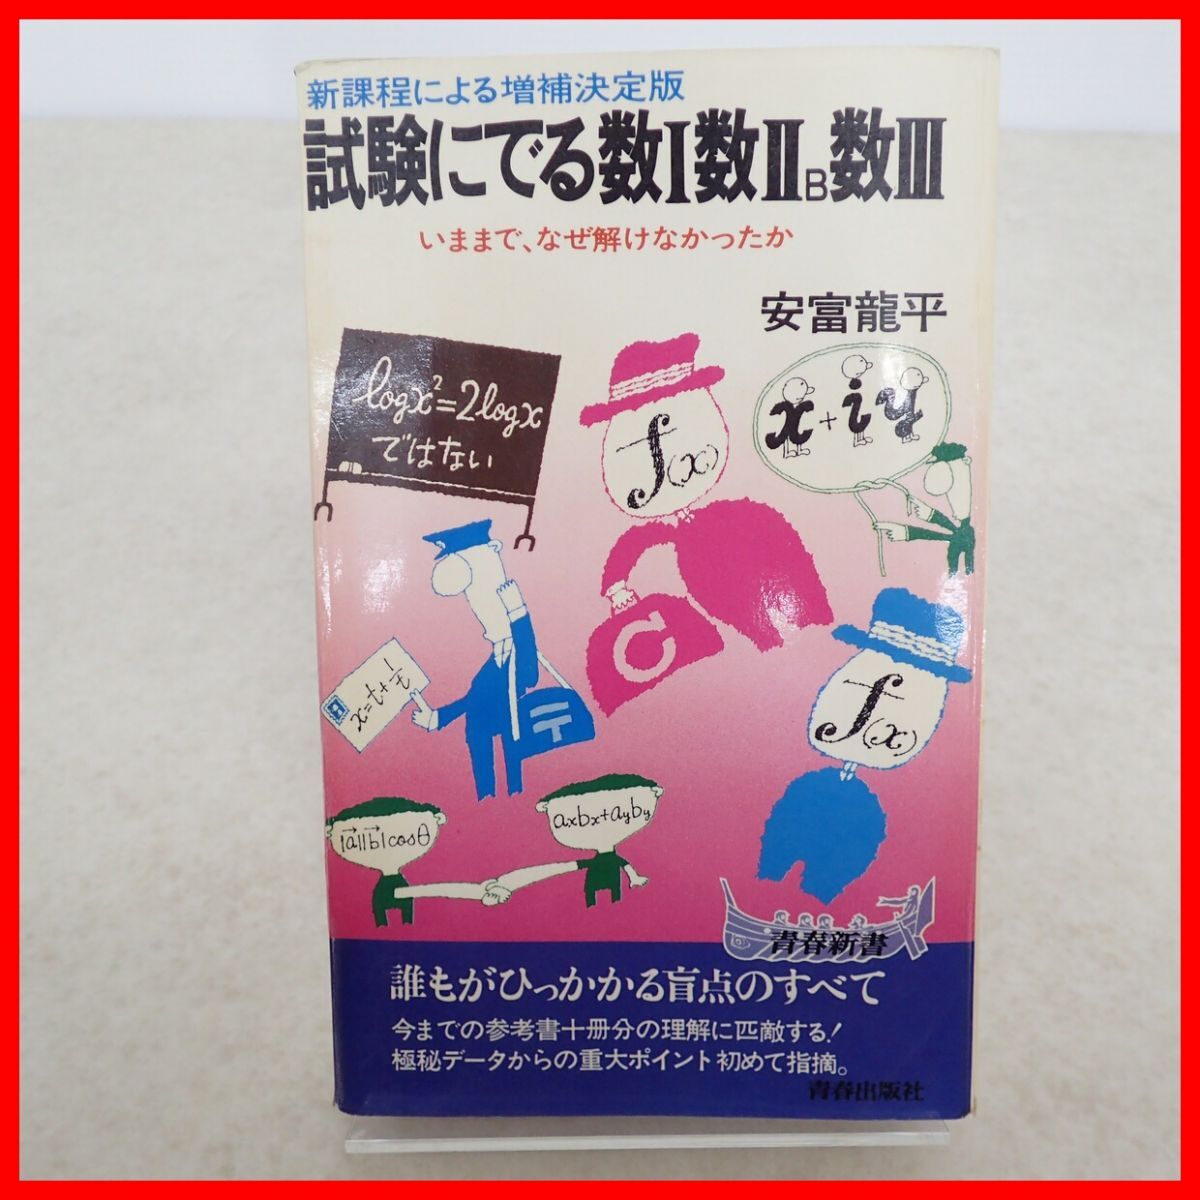 新課程による増補決定版
試験にでる数Ⅰ数ⅡB数Ⅲ
いままで、なぜ解けなかったか
安富龍平
logx²=2logx
ではない
f(x)
x+iy
x=t+1/t
f(x)
|a⃗||b⃗|cosθ
axbx+ayby
青春新書
誰もがひっかかる盲点のすべて
今までの参考書十冊分の理解に匹敵する!
極秘データからの重大ポイント初めて指摘。
青春出版社